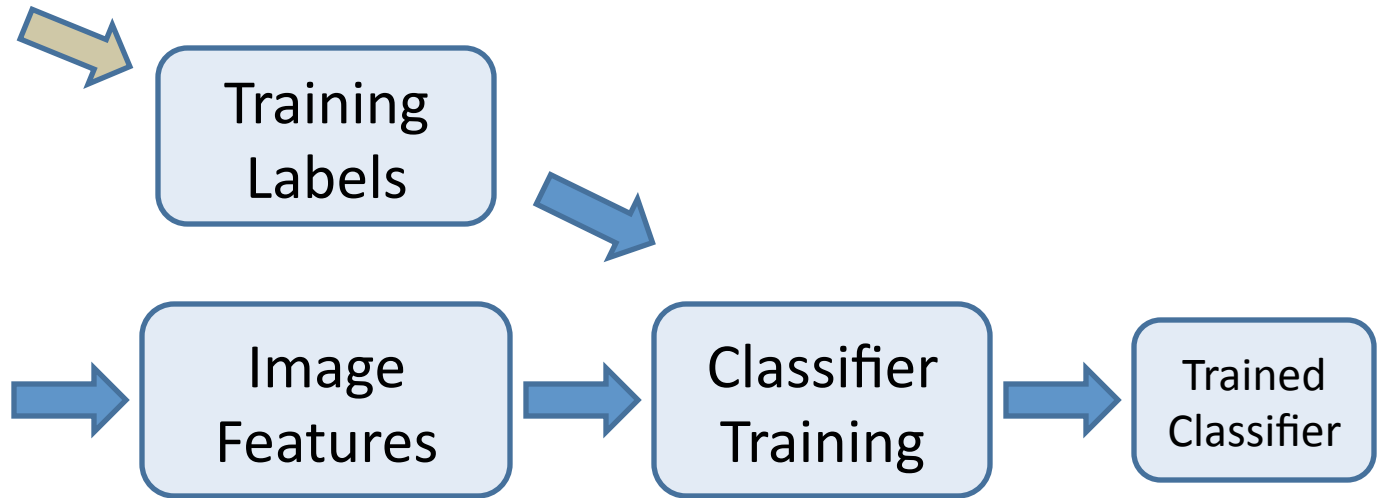 Training
Labels
Image
Features
Classifier
Training
Trained
Classifier